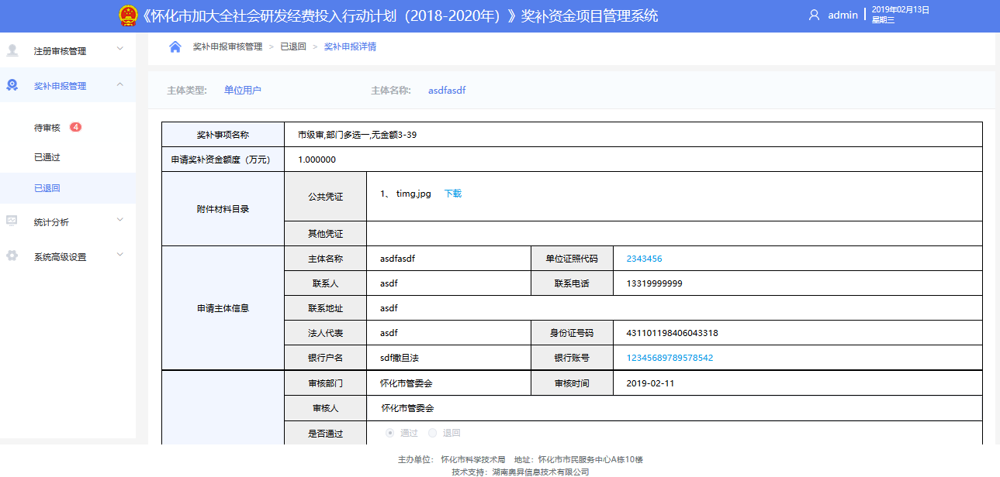 《怀化市加大全社会研发经费投入行动计划（2018-2020年）》奖补资金项目管理系统
admin
2019年02月13日
星期三
注册审核管理
奖补申报管理
待审核 4
已通过
已退回
统计分析
系统高级设置
奖补申报审核管理 > 已退回 > 奖补申报详情
主体类型: 单位用户 主体名称: asdfasdf
奖补事项名称 市级审,部门多选一,无金额3-39
申请奖补资金额度（万元） 1.000000
附件材料目录
公共凭证 1、 timg.jpg 下载
其他凭证
申请主体信息
主体名称 asdfasdf 单位证照代码 2343456
联系人 asdf 联系电话 13319999999
联系地址 asdf
法人代表 asdf 身份证号码 431101198406043318
银行户名 sdf撒旦法 银行账号 12345689789578542
审核部门 怀化市管委会 审核时间 2019-02-11
审核人 怀化市管委会
是否通过 通过 退回
主办单位： 怀化市科学技术局 地址：怀化市市民服务中心A栋10楼
技术支持：湖南奥昇信息技术有限公司